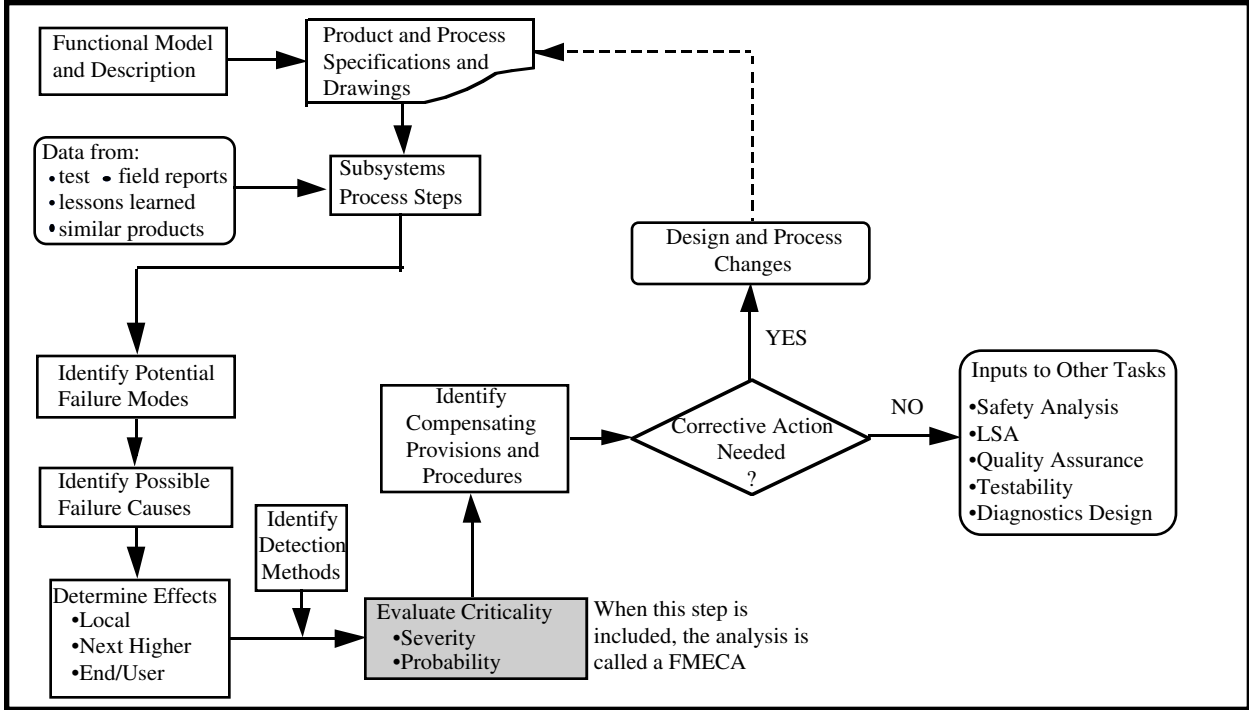 Functional Model
and Description
Product and Process
Specifications and
Drawings
Data from:
• test • field reports
• lessons learned
• similar products
Subsystems
Process Steps
Design and Process
Changes
YES
Identify Potential
Failure Modes
Identify
Compensating
Provisions and
Procedures
Corrective Action
Needed
?
NO
Inputs to Other Tasks
•Safety Analysis
•LSA
•Quality Assurance
•Testability
•Diagnostics Design
Identify Possible
Failure Causes
Identify
Detection
Methods
Determine Effects
•Local
•Next Higher
•End/User
Evaluate Criticality
•Severity
•Probability
When this step is
included, the analysis is
called a FMECA